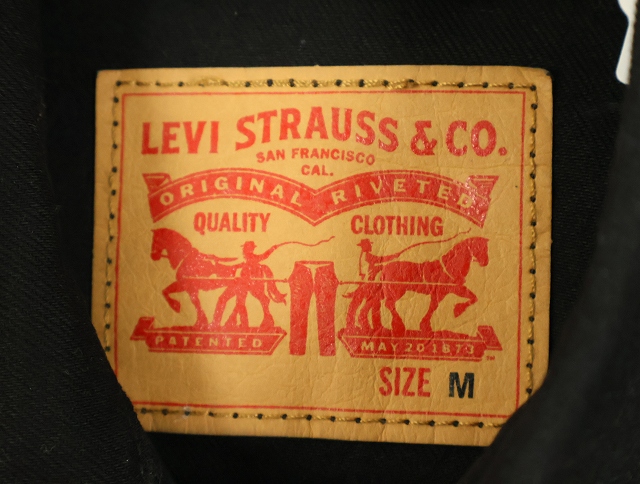 LEVI STRAUSS & CO.
SAN FRANCISCO
CAL.
ORIGINAL RIVETED
QUALITY CLOTHING
PATENTED MAY 20 1873
SIZE M